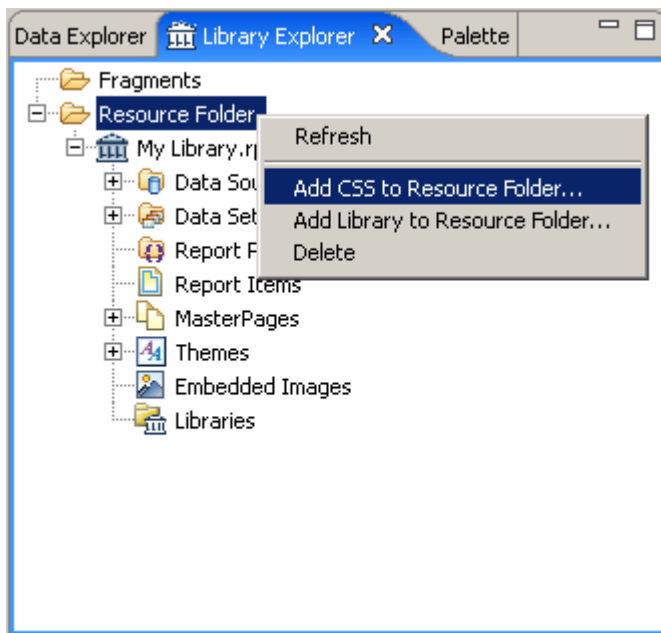 Data Explorer Library Explorer Palette
Fragments
Resource Folder
Refresh
My Library.r
Add CSS to Resource Folder...
Data Sou
Add Library to Resource Folder...
Data Set
Delete
Report
Report Items
MasterPages
Themes
Embedded Images
Libraries